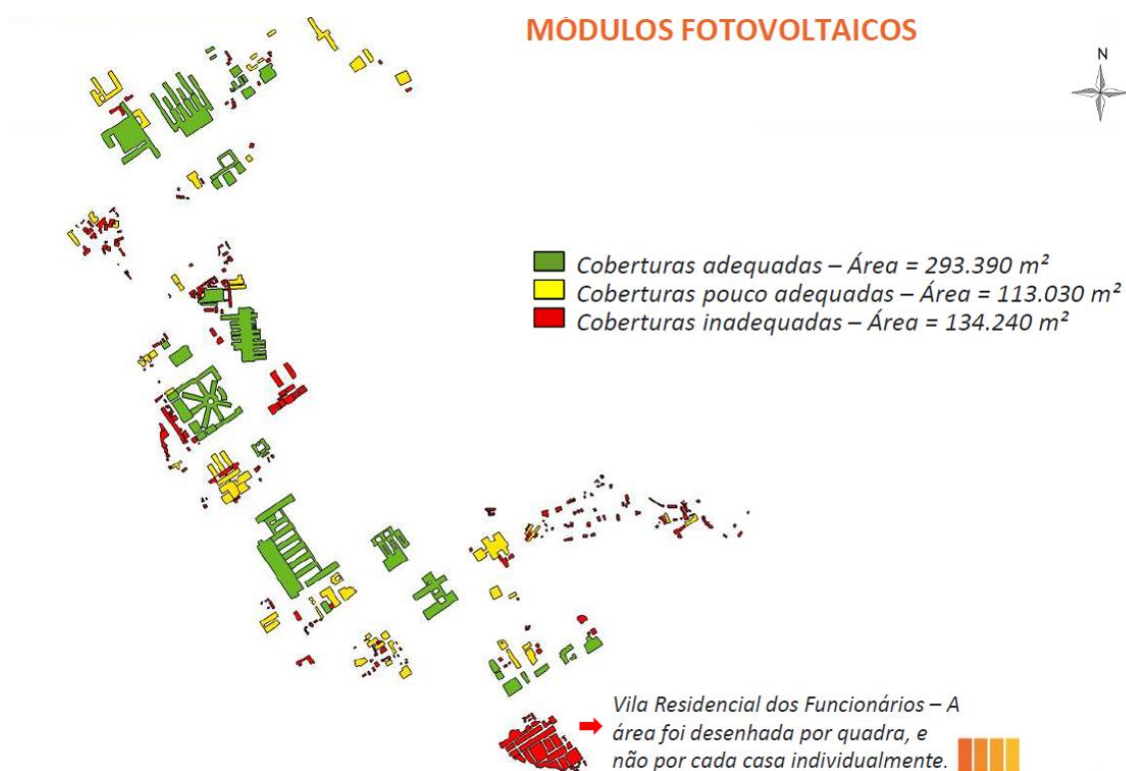 MÓDULOS FOTOVOLTAICOS
N
Coberturas adequadas – Área = 293.390 m²
Coberturas pouco adequadas – Área = 113.030 m²
Coberturas inadequadas – Área = 134.240 m²
Vila Residencial dos Funcionários – A
área foi desenhada por quadra, e
não por cada casa individualmente.